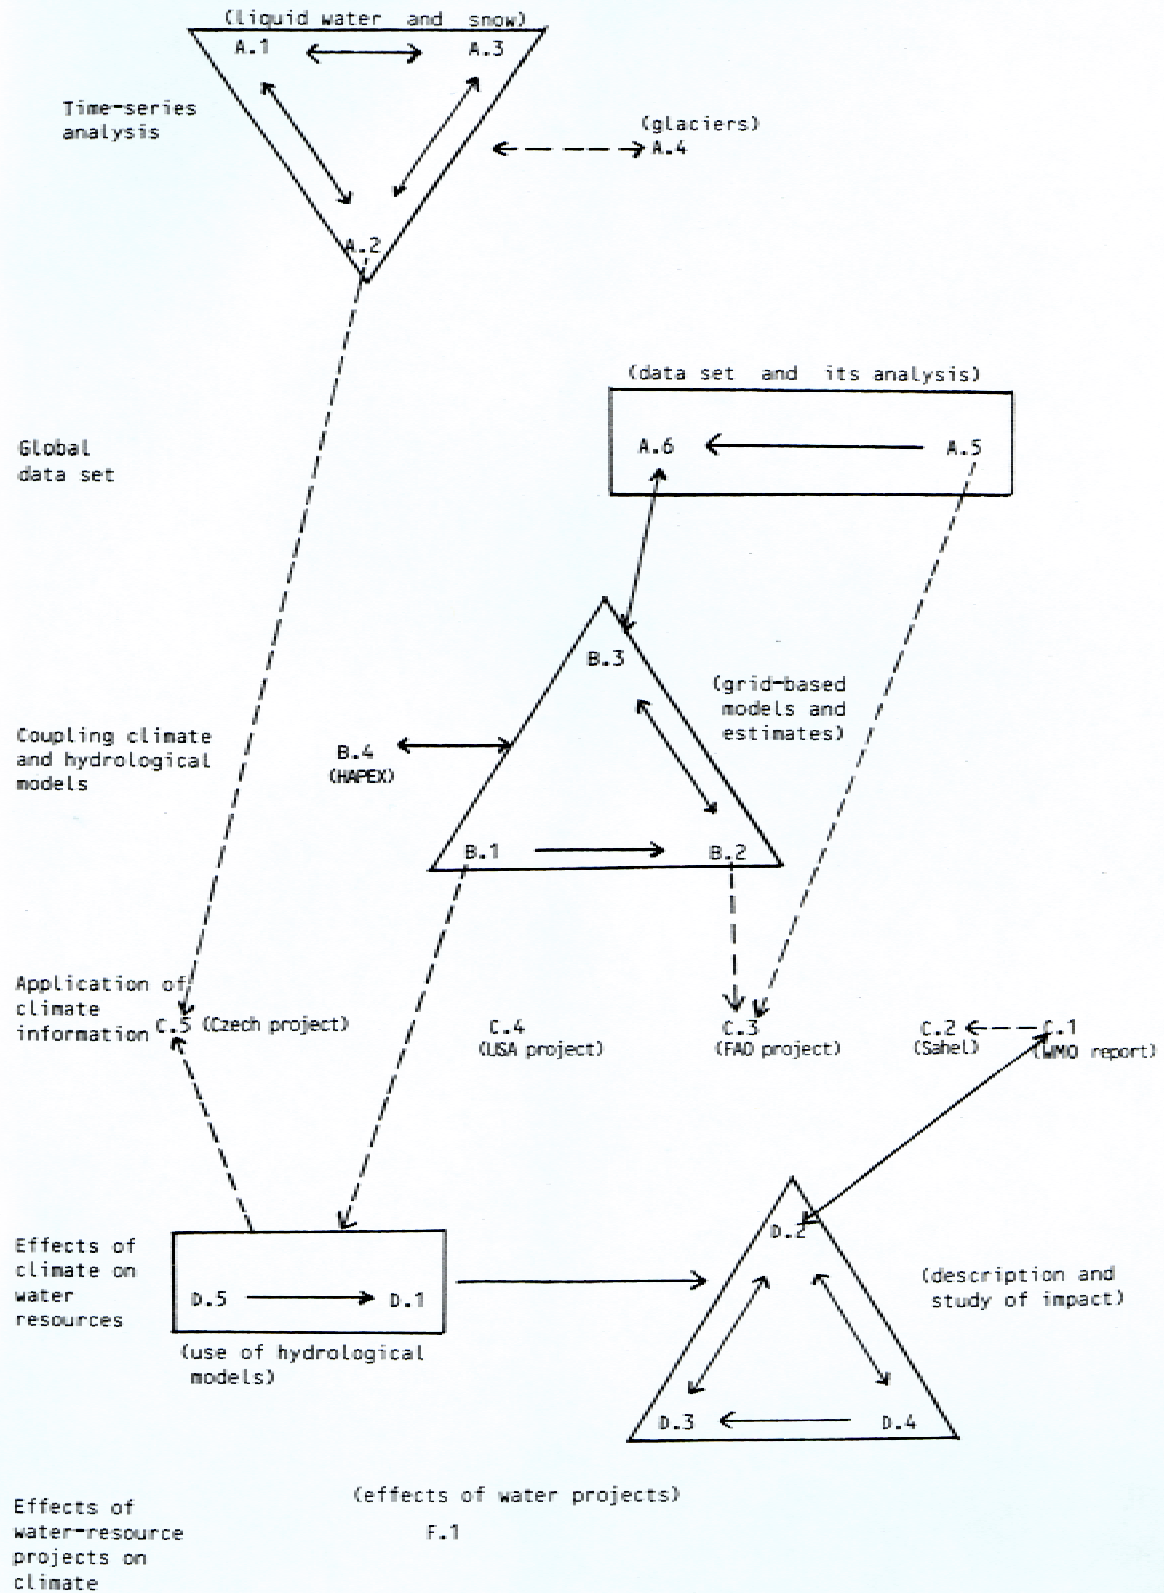 (liquid water and snow)
A.1
A.3
Time-series
analysis
(glaciers)
A.4
A.2
(data set and its analysis)
Global
data set
A.6
A.5
B.3
(grid-based
models and
estimates)
Coupling climate
and hydrological
models
B.4
(HAPEX)
B.1
B.2
Application of
climate
information
C.5 (Czech project)
C.4
(USA project)
C.3
(FAO project)
C.2
(Sahel)
C.1
(WMO report)
D.2
Effects of
climate on
water
resources
D.5
D.1
(use of hydrological
models)
(description and
study of impact)
D.3
D.4
(effects of water projects)
Effects of
water-resource
projects on
climate
F.1